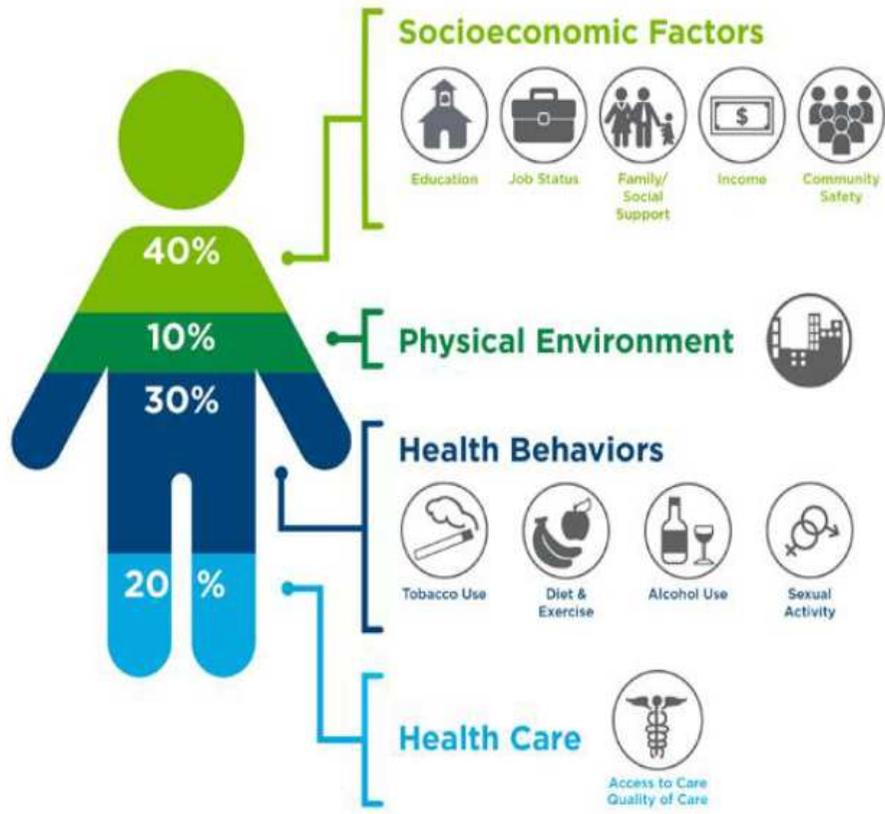 Socioeconomic Factors
$
Education
Job Status
Family/
Social
Support
Income
Community
Safety
40%
10%
Physical Environment
30%
Health Behaviors
Tobacco Use
Diet &
Exercise
Alcohol Use
Sexual
Activity
20 %
Health Care
Access to Care
Quality of Care